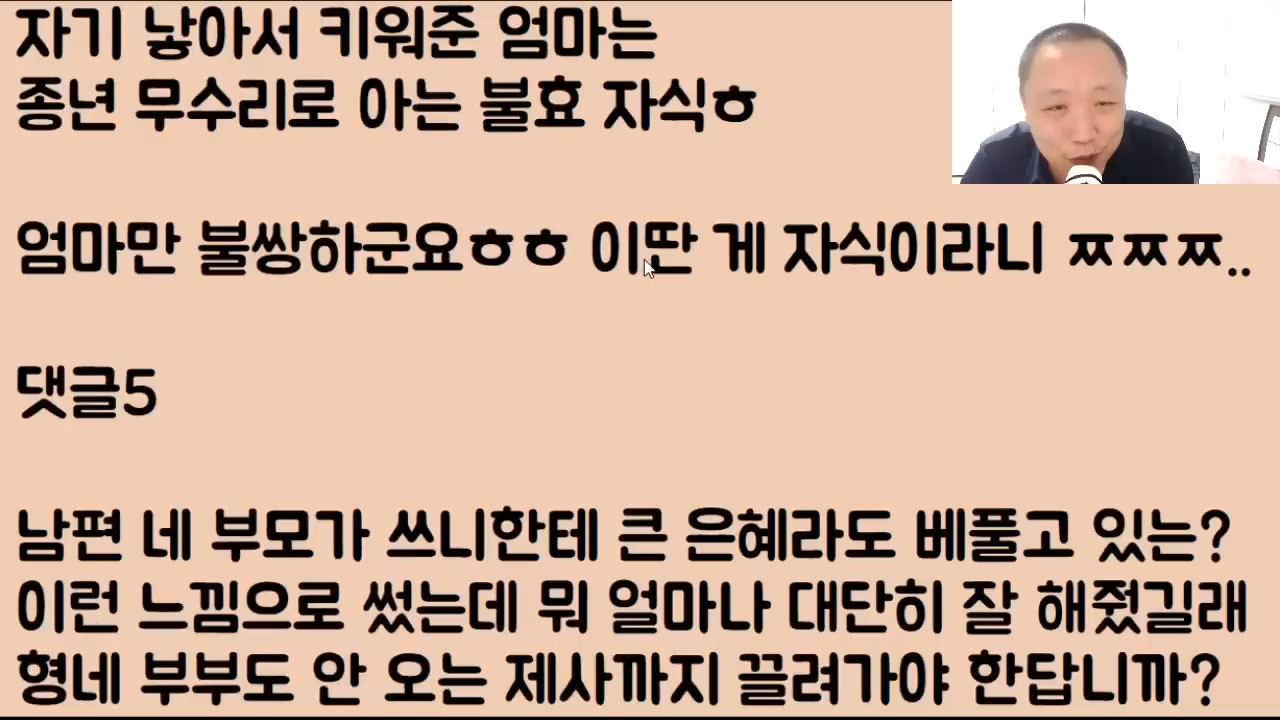 자기 낳아서 키워준 엄마는
종년 무수리로 아는 불효 자식ㅎ
엄마만 불쌍하군요ㅎㅎ 이딴 게 자식이라니 ㅉㅉㅉ..
댓글5
남편 네 부모가 쓰니한테 큰 은혜라도 베풀고 있는?
이런 느낌으로 썼는데 뭐 얼마나 대단히 잘 해줬길래
형네 부부도 안 오는 제사까지 끌려가야 한답니까?